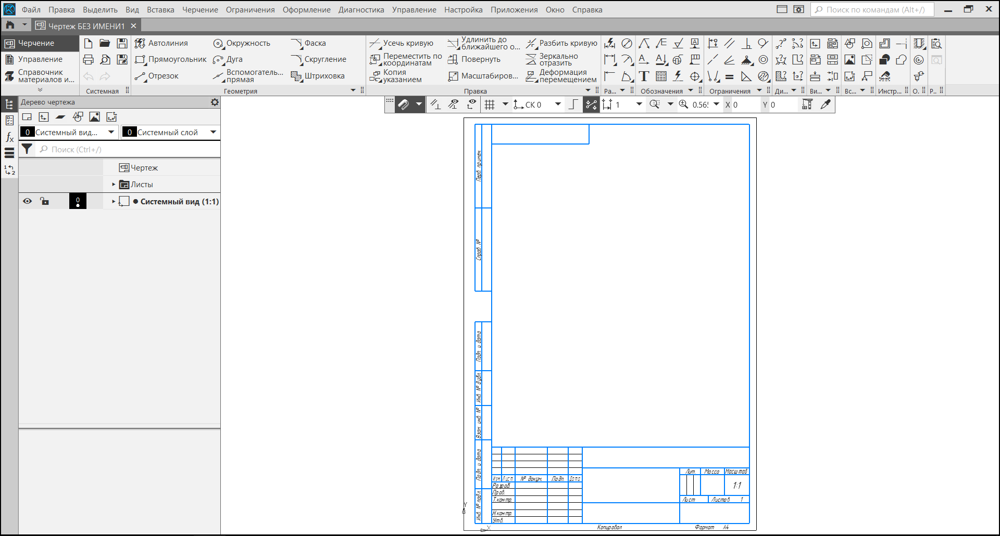 Файл Правка Выделить Вид Вставка Черчение Ограничения Оформление Диагностика Управление Настройка Приложения Окно Справка Поиск по командам (Alt+/)
Чертеж БЕЗ ИМЕНИ1
Черчение
Управление
Справочник
материалов и...
Системная
Автолиния
Прямоугольник
Отрезок
Окружность
Дуга
Вспомогатель...
прямая
Фаска
Скругление
Штриховка
Геометрия
Усечь кривую
Переместить по
координатам
Копия
указанием
Удлинить до
ближайшего о...
Повернуть
Масштабиров...
Разбить кривую
Зеркально
отразить
Деформация
перемещением
Правка
Ра...
Обозначения
Ограничения
Ди...
Ви...
Вс...
Инстр...
О.
Р..
Дерево чертежа
0 Системный вид...
0 Системный слой
Поиск (Ctrl+/)
Чертеж
Листы
0
Системный вид (1:1)
СК 0
1
0.565
X 0
Y 0
Перв. примен.
Справ. №
Подп. и дата
Инв. № дубл.
Взам. инв. №
Подп. и дата
Инв. № подл.
Изм. Лист № докум. Подп. Дата
Разраб.
Пров.
Т.контр.
Н.контр.
Утв.
Лит. Масса Масштаб
1:1
Лист Листов 1
Копировал Формат A4
Y
X